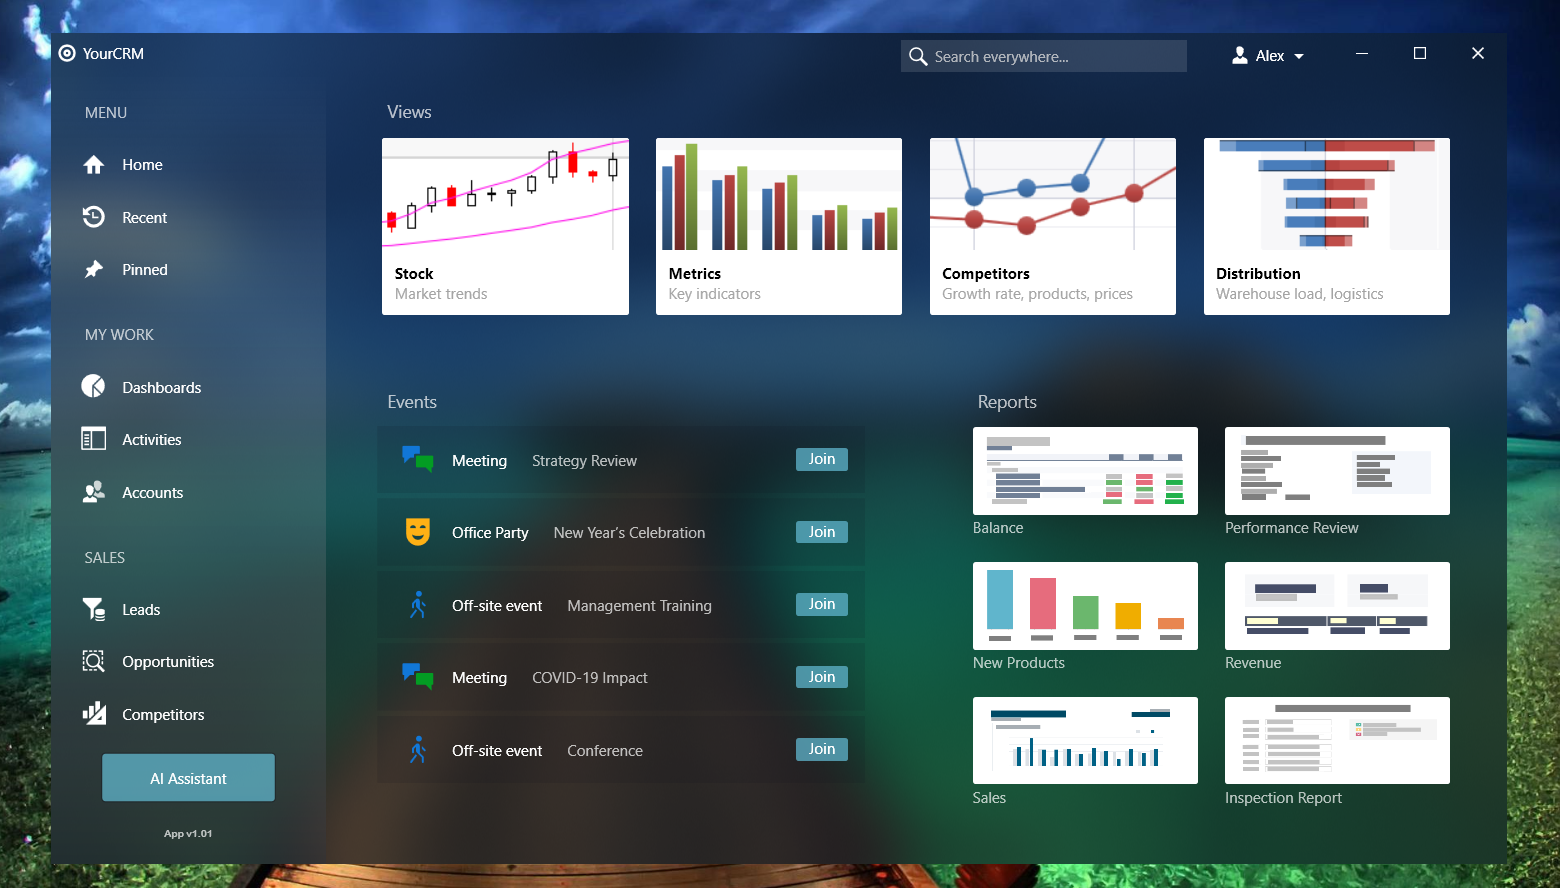 YourCRM
Search everywhere...
Alex
MENU
Home
Recent
Pinned
MY WORK
Dashboards
Activities
Accounts
SALES
Leads
Opportunities
Competitors
AI Assistant
App v1.01
Views
Stock
Market trends
Metrics
Key indicators
Competitors
Growth rate, products, prices
Distribution
Warehouse load, logistics
Events
Meeting Strategy Review Join
Office Party New Year’s Celebration Join
Off-site event Management Training Join
Meeting COVID-19 Impact Join
Off-site event Conference Join
Reports
Balance
Performance Review
New Products
Revenue
Sales
Inspection Report